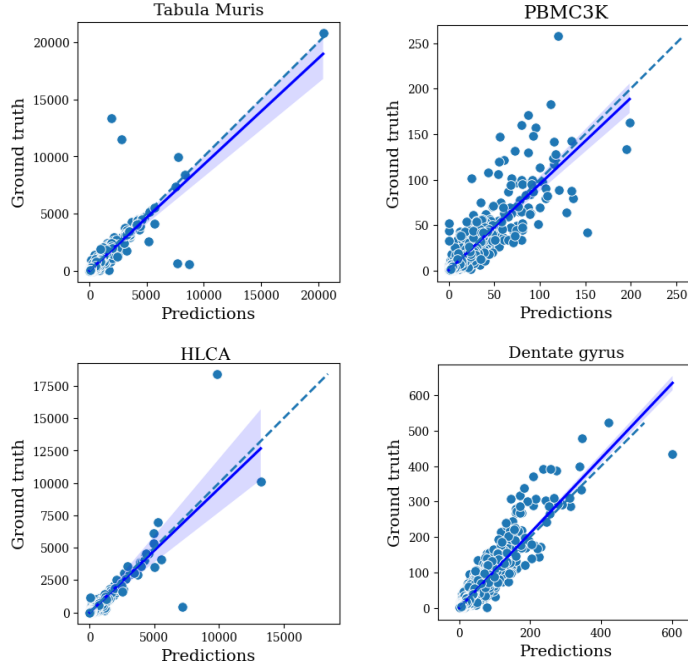 Tabula Muris
Ground truth
20000
15000
10000
5000
0
0 5000 10000 15000 20000
Predictions
PBMC3K
Ground truth
250
200
150
100
50
0
0 50 100 150 200 250
Predictions
HLCA
Ground truth
17500
15000
12500
10000
7500
5000
2500
0
0 5000 10000 15000
Predictions
Dentate gyrus
Ground truth
600
500
400
300
200
100
0
0 200 400 600
Predictions